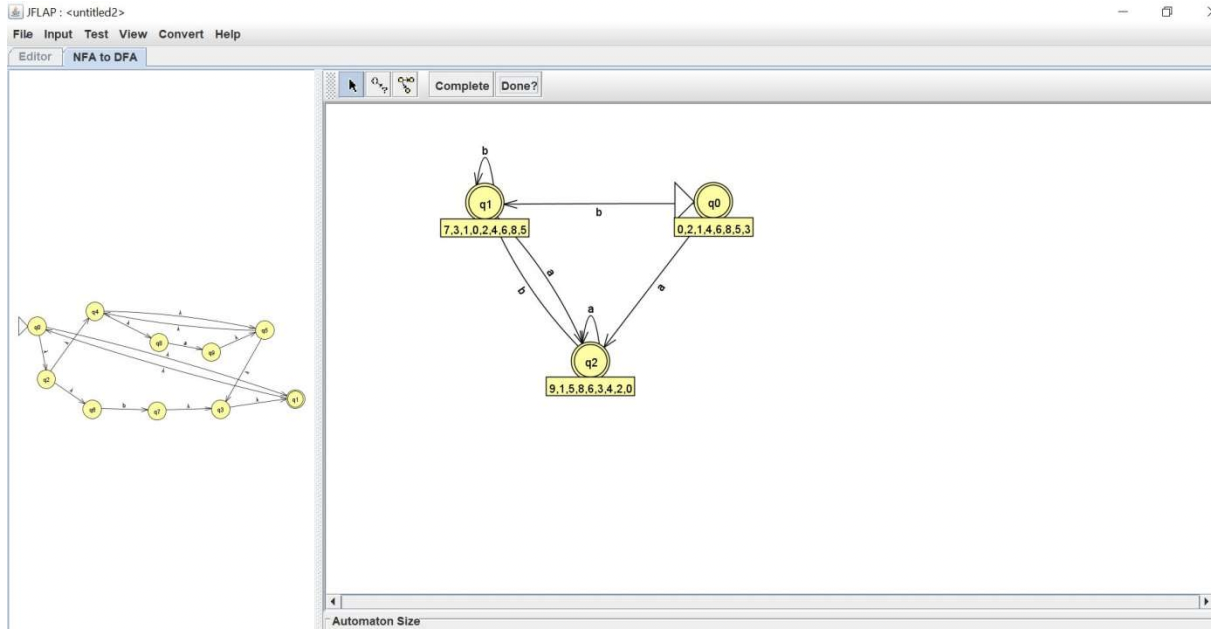 JFLAP : <untitled2>
File Input Test View Convert Help
Editor NFA to DFA
Complete Done?
b
q1
7,3,1,0,2,4,6,8,5
b
q0
0,2,1,4,6,8,5,3
a
b
a
a
q2
9,1,5,8,6,3,4,2,0
q0
q4
q5
q8
a
q9
q2
q6
b
q7
q3
q1
Automaton Size